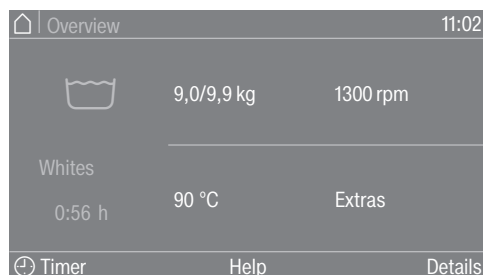 Overview 11:02
9,0/9,9 kg 1300 rpm
Whites
0:56 h
90 °C Extras
Timer Help Details